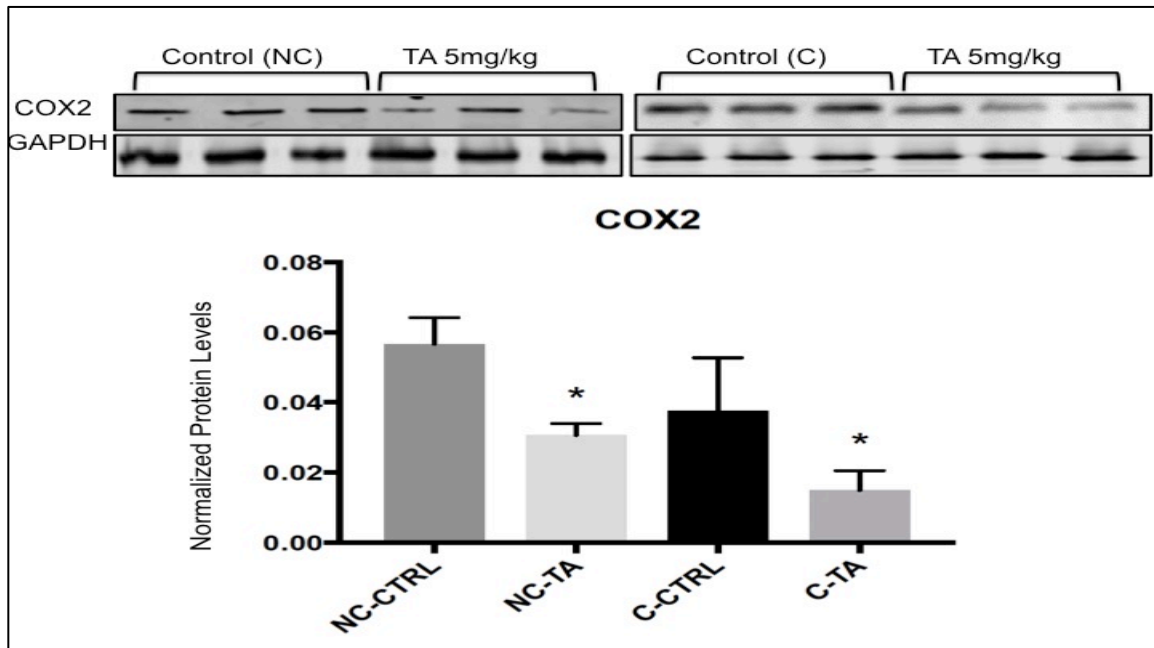 Control (NC) TA 5mg/kg Control (C) TA 5mg/kg
COX2
GAPDH
COX2
Normalized Protein Levels
0.08
0.06
0.04
0.02
0.00
*
*
NC-CTRL NC-TA C-CTRL C-TA